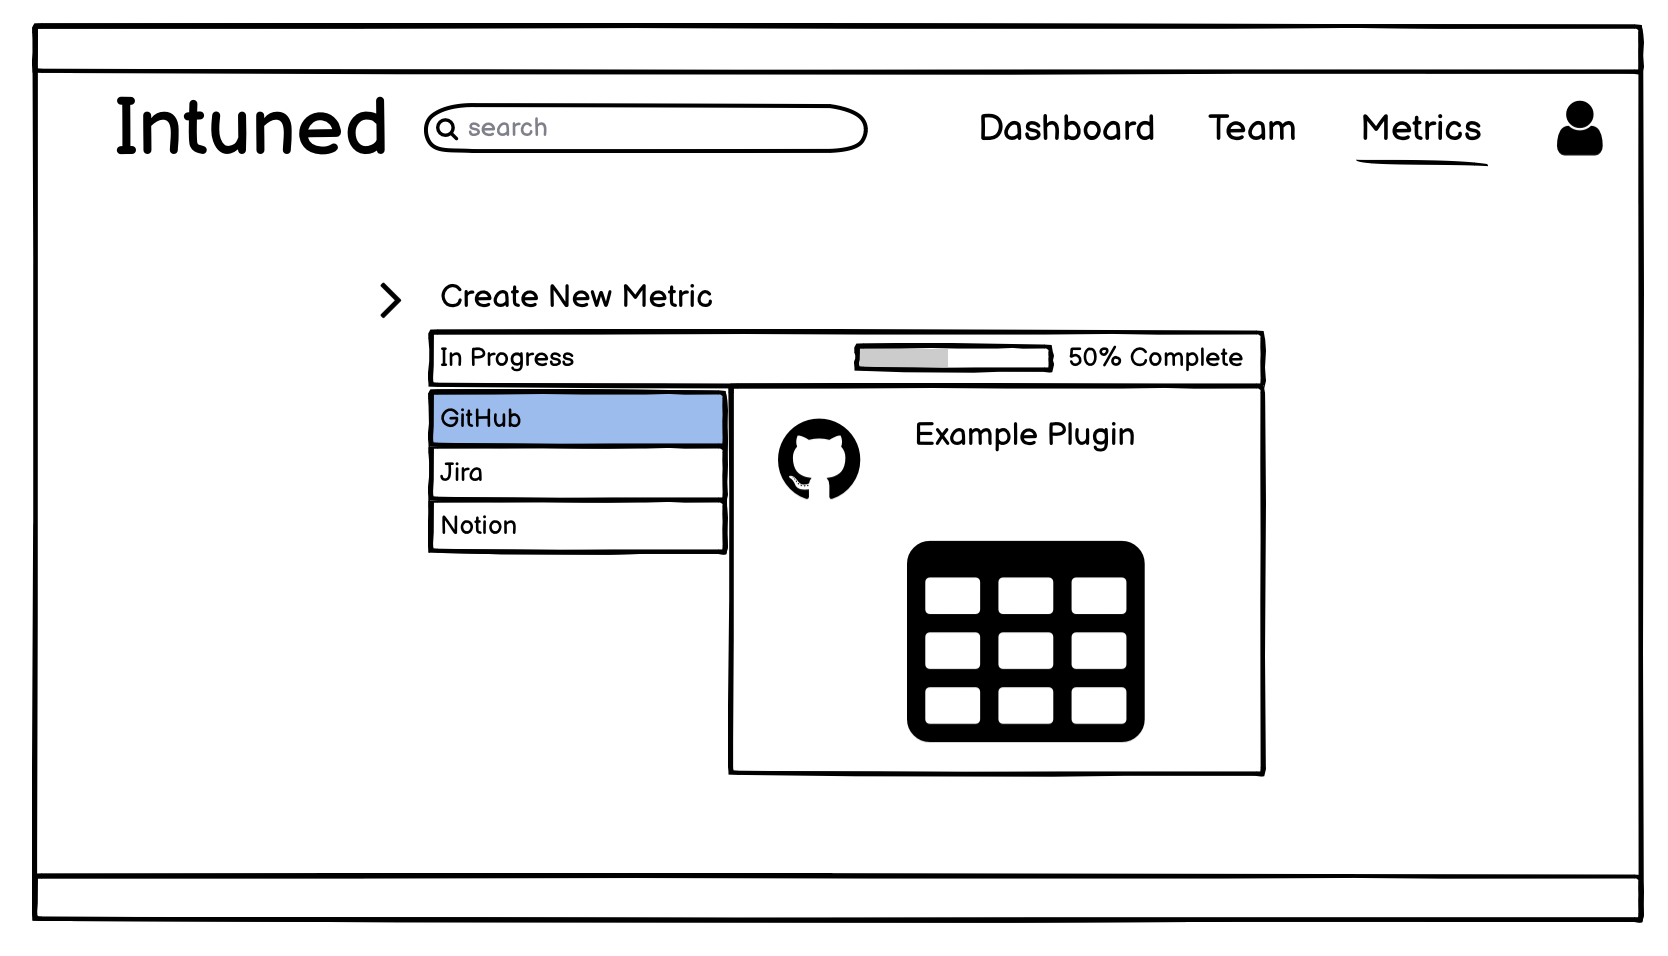 Intuned
search
Dashboard
Team
Metrics
Create New Metric
In Progress
50% Complete
GitHub
Jira
Notion
Example Plugin